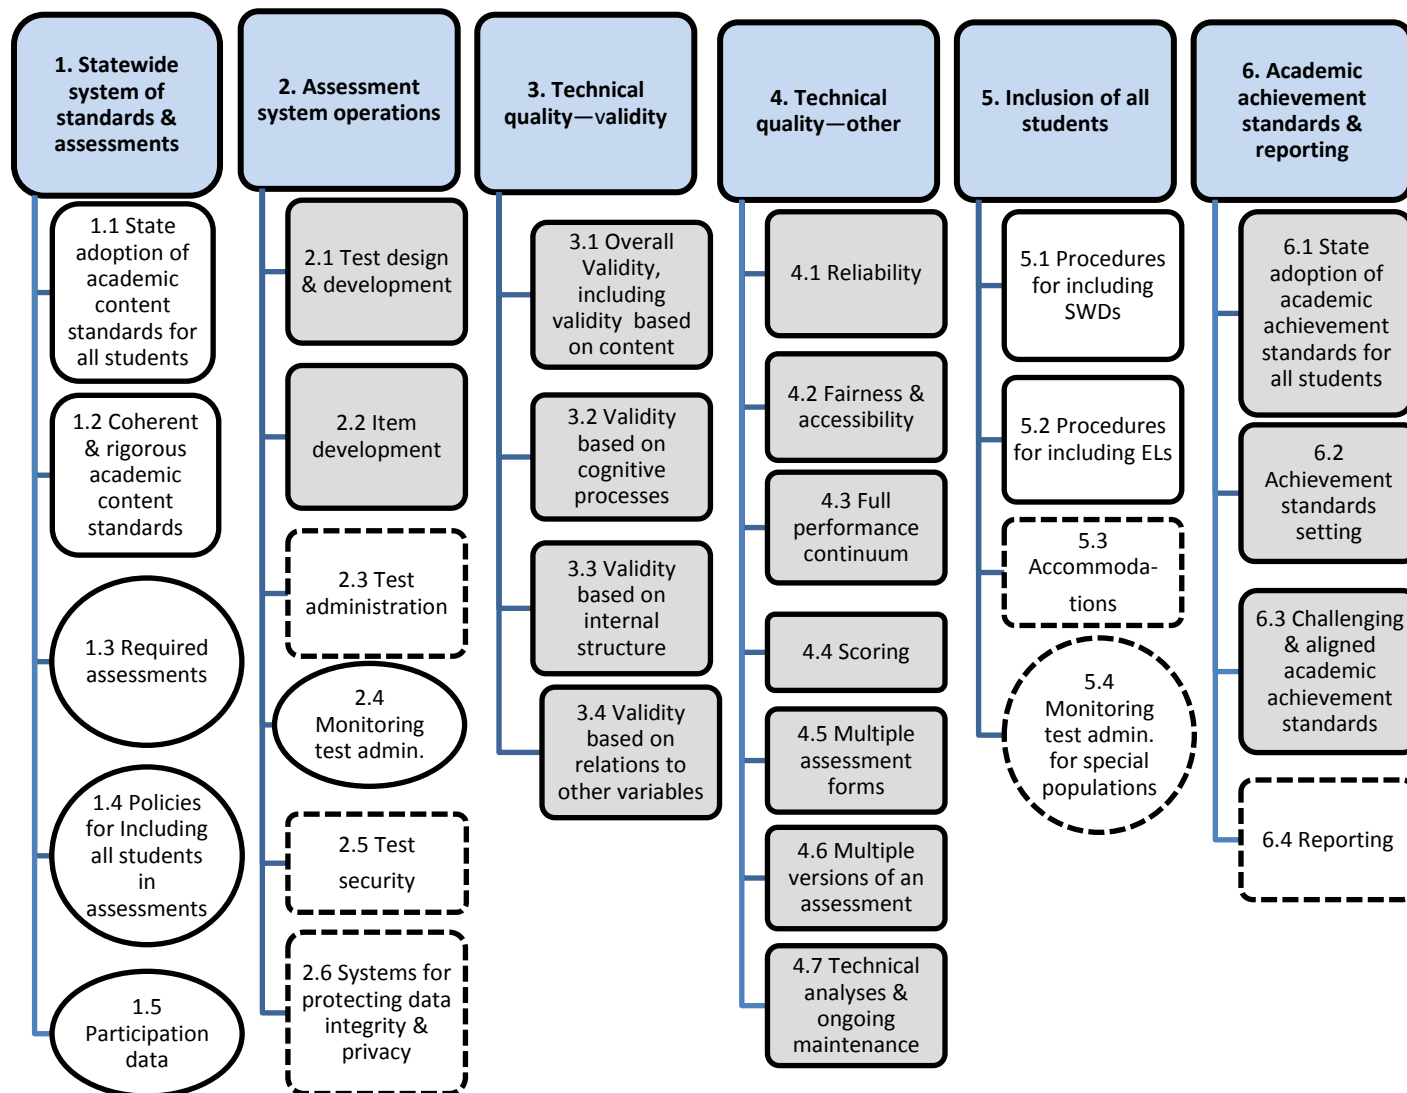 1. Statewide
system of
standards &
assessments
1.1 State
adoption of
academic
content
standards for
all students
1.2 Coherent
& rigorous
academic
content
standards
1.3 Required
assessments
1.4 Policies
for Including
all students
in
assessments
1.5
Participation
data
2. Assessment
system operations
2.1 Test design
& development
2.2 Item
development
2.3 Test
administration
2.4
Monitoring
test admin.
2.5 Test
security
2.6 Systems for
protecting data
integrity &
privacy
3. Technical
quality—validity
3.1 Overall
Validity,
including
validity based
on content
3.2 Validity
based on
cognitive
processes
3.3 Validity
based on
internal
structure
3.4 Validity
based on
relations to
other variables
4. Technical
quality—other
4.1 Reliability
4.2 Fairness &
accessibility
4.3 Full
performance
continuum
4.4 Scoring
4.5 Multiple
assessment
forms
4.6 Multiple
versions of an
assessment
4.7 Technical
analyses &
ongoing
maintenance
5. Inclusion of all
students
5.1 Procedures
for including
SWDs
5.2 Procedures
for including ELs
5.3
Accommoda-
tions
5.4
Monitoring
test admin.
for special
populations
6. Academic
achievement
standards &
reporting
6.1 State
adoption of
academic
achievement
standards for
all students
6.2
Achievement
standards
setting
6.3 Challenging
& aligned
academic
achievement
standards
6.4 Reporting